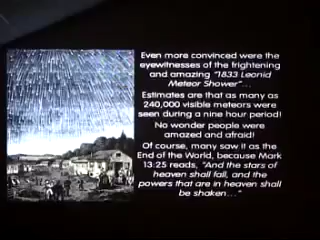 Even more convinced were the
eyewitnesses of the frightening
and amazing "1833 Leonid
Meteor Shower"...
Estimates are that as many as
240,000 visible meteors were
seen during a nine hour period!
No wonder people were
amazed and afraid!
Of course, many saw it as the
End of the World, because Mark
13:25 reads, "And the stars of
heaven shall fall, and the
powers that are in heaven shall
be shaken..."